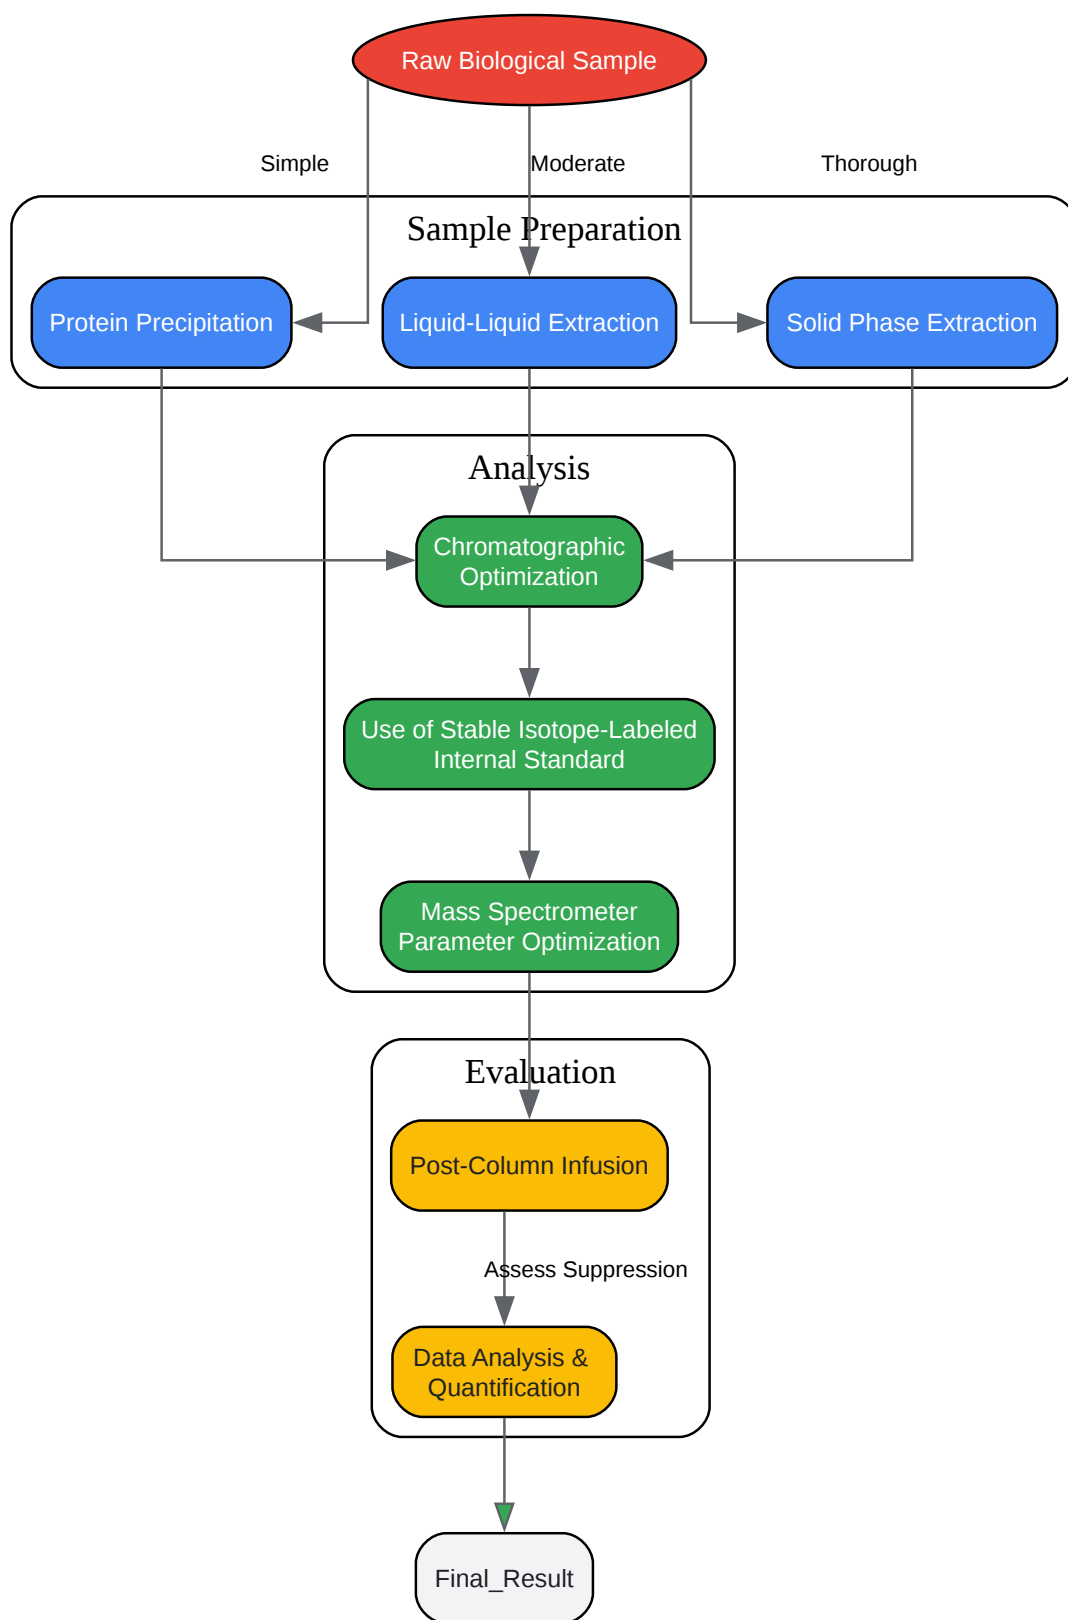 Raw Biological Sample
Simple
Moderate
Thorough
Sample Preparation
Protein Precipitation
Liquid-Liquid Extraction
Solid Phase Extraction
Analysis
Chromatographic
Optimization
Use of Stable Isotope-Labeled
Internal Standard
Mass Spectrometer
Parameter Optimization
Evaluation
Post-Column Infusion
Assess Suppression
Data Analysis &
Quantification
Final_Result